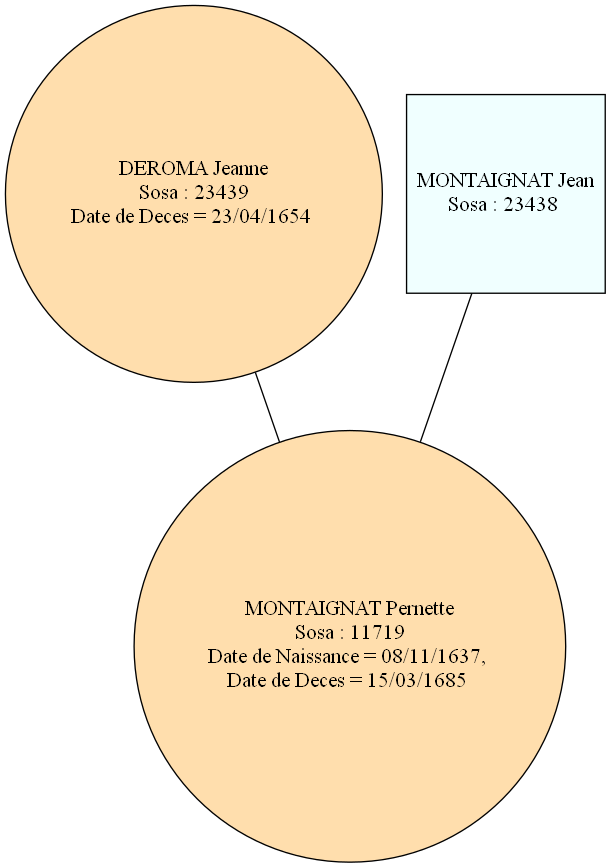 DEROMA Jeanne
Sosa : 23439
Date de Deces = 23/04/1654
MONTAIGNAT Jean
Sosa : 23438
MONTAIGNAT Pernette
Sosa : 11719
Date de Naissance = 08/11/1637,
Date de Deces = 15/03/1685